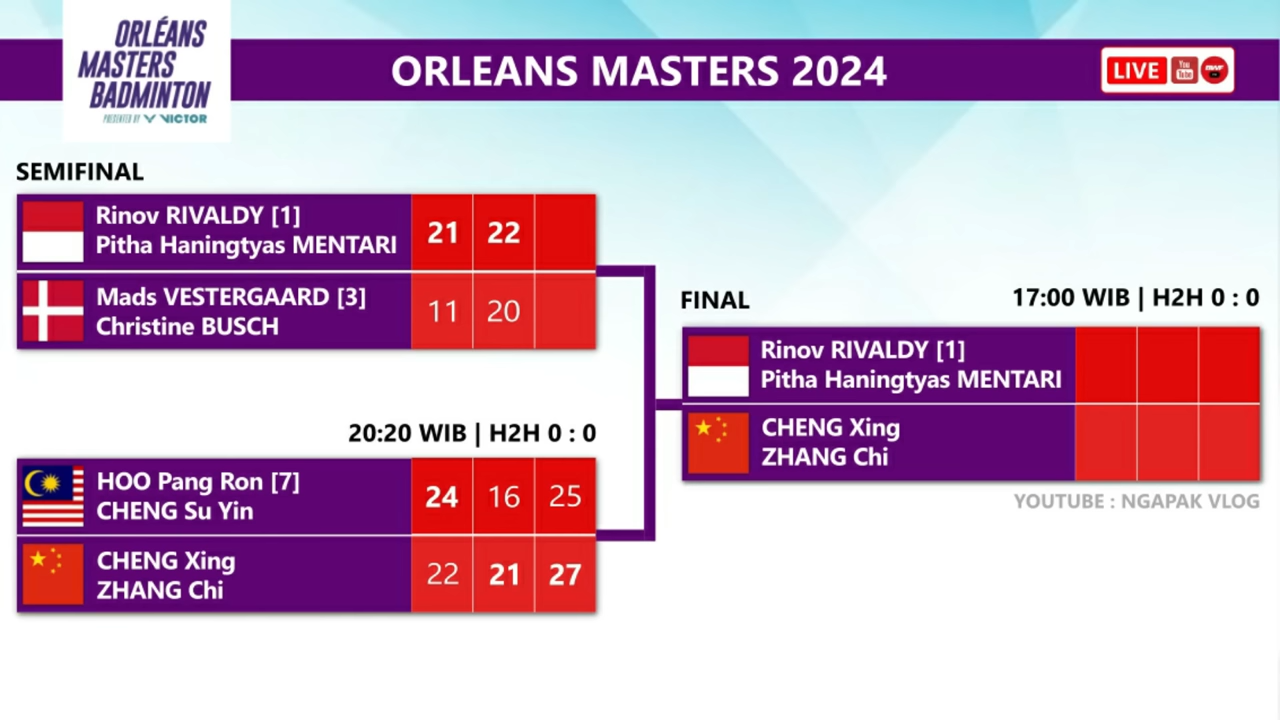 ORLÉANS
MASTERS
BADMINTON
PRESENTED BY VICTOR
ORLEANS MASTERS 2024
LIVE
You
Tube
BWF
SEMIFINAL
Rinov RIVALDY [1]
Pitha Haningtyas MENTARI
21 22
Mads VESTERGAARD [3]
Christine BUSCH
11 20
20:20 WIB | H2H 0 : 0
HOO Pang Ron [7]
CHENG Su Yin
24 16 25
CHENG Xing
ZHANG Chi
22 21 27
FINAL
17:00 WIB | H2H 0 : 0
Rinov RIVALDY [1]
Pitha Haningtyas MENTARI
CHENG Xing
ZHANG Chi
YOUTUBE : NGAPAK VLOG